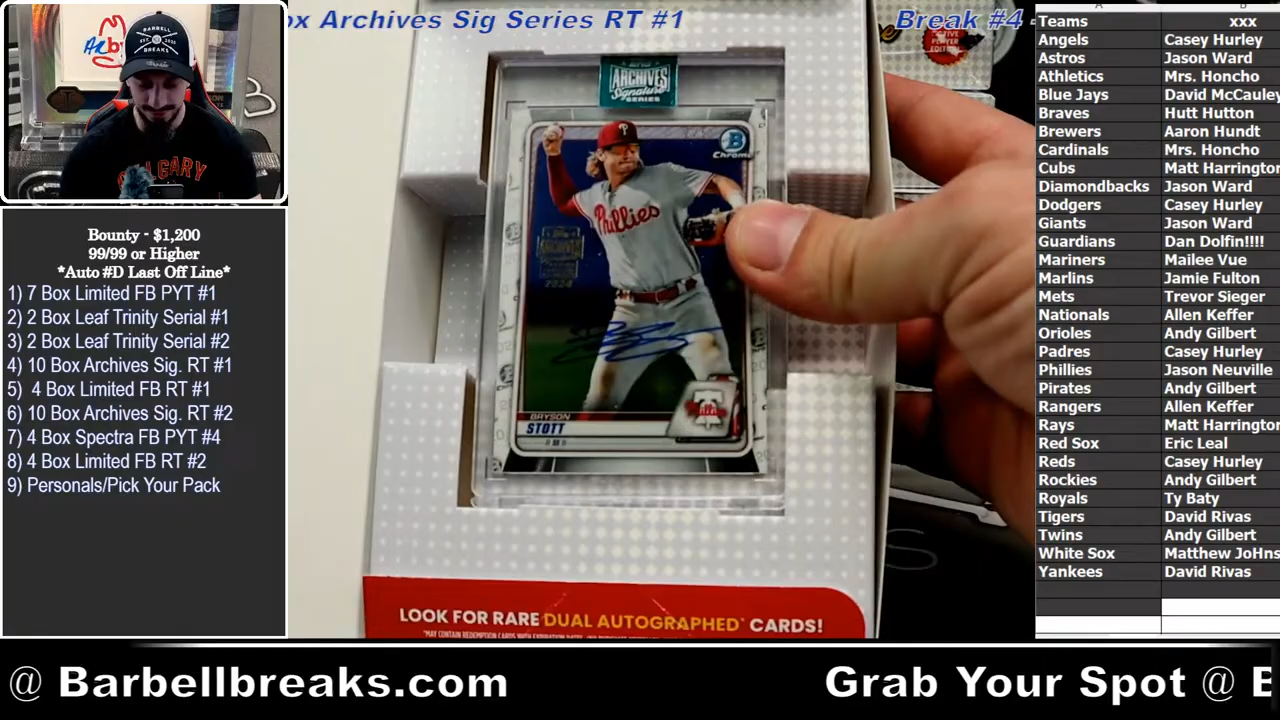 ox Archives Sig Series RT #1
Break #4 -
BARBELL
BREAKS
CALGARY
Bounty - $1,200
99/99 or Higher
*Auto #D Last Off Line*
1) 7 Box Limited FB PYT #1
2) 2 Box Leaf Trinity Serial #1
3) 2 Box Leaf Trinity Serial #2
4) 10 Box Archives Sig. RT #1
5) 4 Box Limited FB RT #1
6) 10 Box Archives Sig. RT #2
7) 4 Box Spectra FB PYT #4
8) 4 Box Limited FB RT #2
9) Personals/Pick Your Pack
ARCHIVES
Signature
SERIES
ACTIVE
PLAYER
EDITION
B
Chrome
Phillies
ARCHIVES
2024
BRYSON
STOTT
Phillies
LOOK FOR RARE DUAL AUTOGRAPHED* CARDS!
Teams xxx
Angels Casey Hurley
Astros Jason Ward
Athletics Mrs. Honcho
Blue Jays David McCauley
Braves Hutt Hutton
Brewers Aaron Hundt
Cardinals Mrs. Honcho
Cubs Matt Harrington
Diamondbacks Jason Ward
Dodgers Casey Hurley
Giants Jason Ward
Guardians Dan Dolfin!!!!
Mariners Mailee Vue
Marlins Jamie Fulton
Mets Trevor Sieger
Nationals Allen Keffer
Orioles Andy Gilbert
Padres Casey Hurley
Phillies Jason Neuville
Pirates Andy Gilbert
Rangers Allen Keffer
Rays Matt Harrington
Red Sox Eric Leal
Reds Casey Hurley
Rockies Andy Gilbert
Royals Ty Baty
Tigers David Rivas
Twins Andy Gilbert
White Sox Matthew JoHns
Yankees David Rivas
@ Barbellbreaks.com
Grab Your Spot @ B